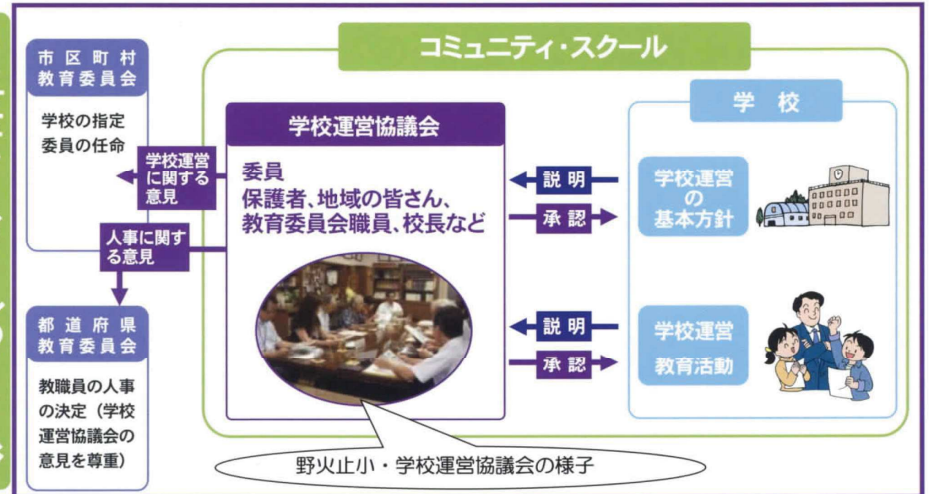 コミュニティ・スクール
市区町村
教育委員会
学校の指定
委員の任命
学校運営
に関する
意見
人事に関す
る意見
都道府県
教育委員会
教職員の人事
の決定（学校
運営協議会の
意見を尊重）
学校運営協議会
委員
保護者、地域の皆さん、
教育委員会職員、校長など
説明
承認
説明
承認
学校
学校運営
の
基本方針
学校運営
教育活動
野火止小・学校運営協議会の様子